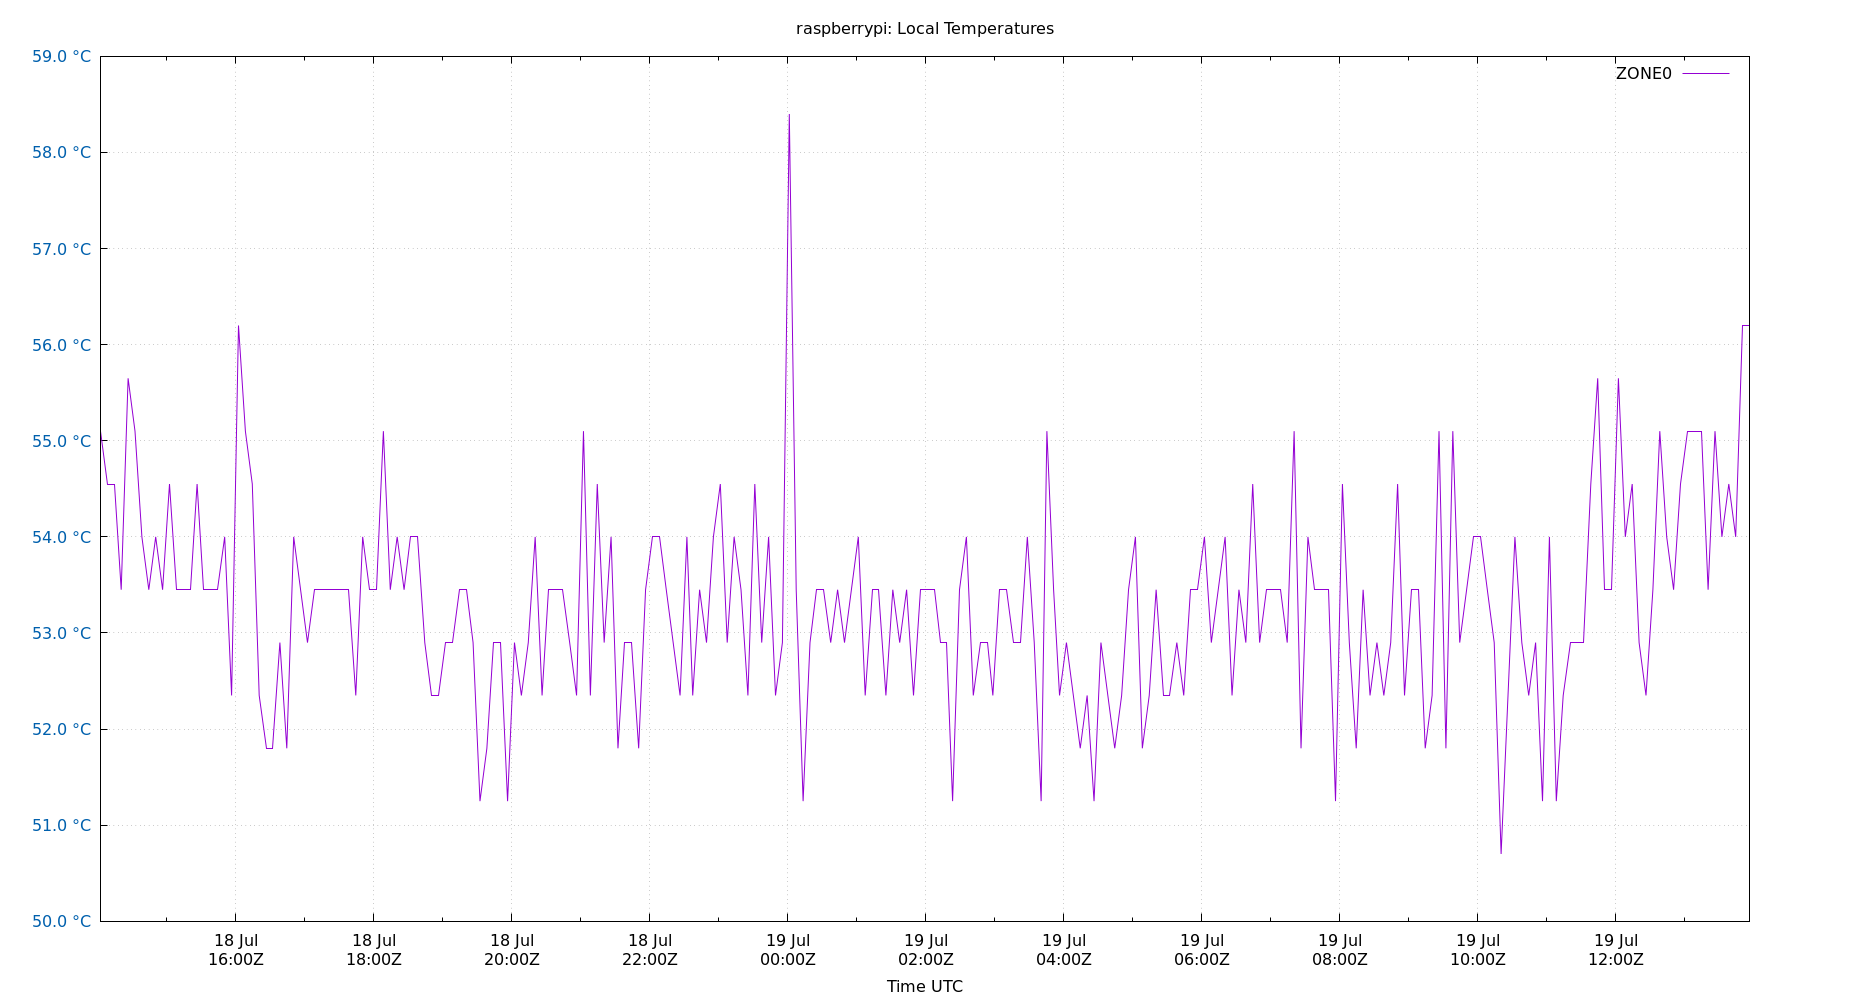 raspberrypi: Local Temperatures
59.0 °C
ZONE0
58.0 °C
57.0 °C
56.0 °C
55.0 °C
54.0 °C
53.0 °C
52.0 °C
51.0 °C
50.0 °C
18 Jul 18 Jul 18 Jul 18 Jul 19 Jul 19 Jul 19 Jul 19 Jul 19 Jul 19 Jul 19 Jul
16:00Z 18:00Z 20:00Z 22:00Z 00:00Z 02:00Z 04:00Z 06:00Z 08:00Z 10:00Z 12:00Z
Time UTC